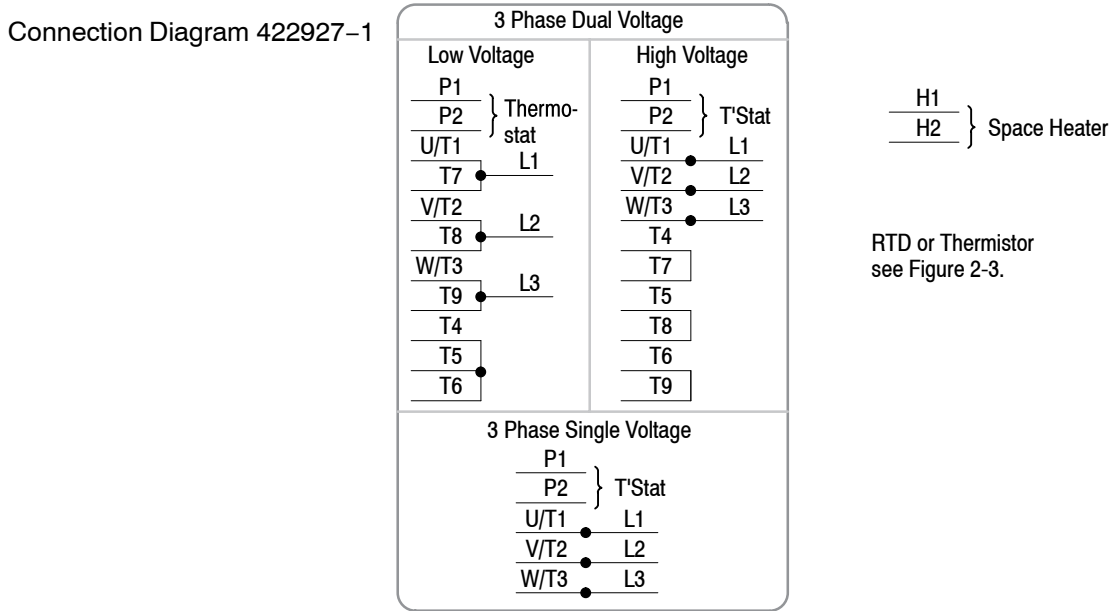 Connection Diagram 422927–1
3 Phase Dual Voltage
Low Voltage
P1
P2
Thermo-
stat
U/T1
T7
L1
V/T2
T8
L2
W/T3
T9
L3
T4
T5
T6
High Voltage
P1
P2
T'Stat
U/T1 L1
V/T2 L2
W/T3 L3
T4
T7
T5
T8
T6
T9
3 Phase Single Voltage
P1
P2
T'Stat
U/T1 L1
V/T2 L2
W/T3 L3
H1
H2
Space Heater
RTD or Thermistor
see Figure 2-3.